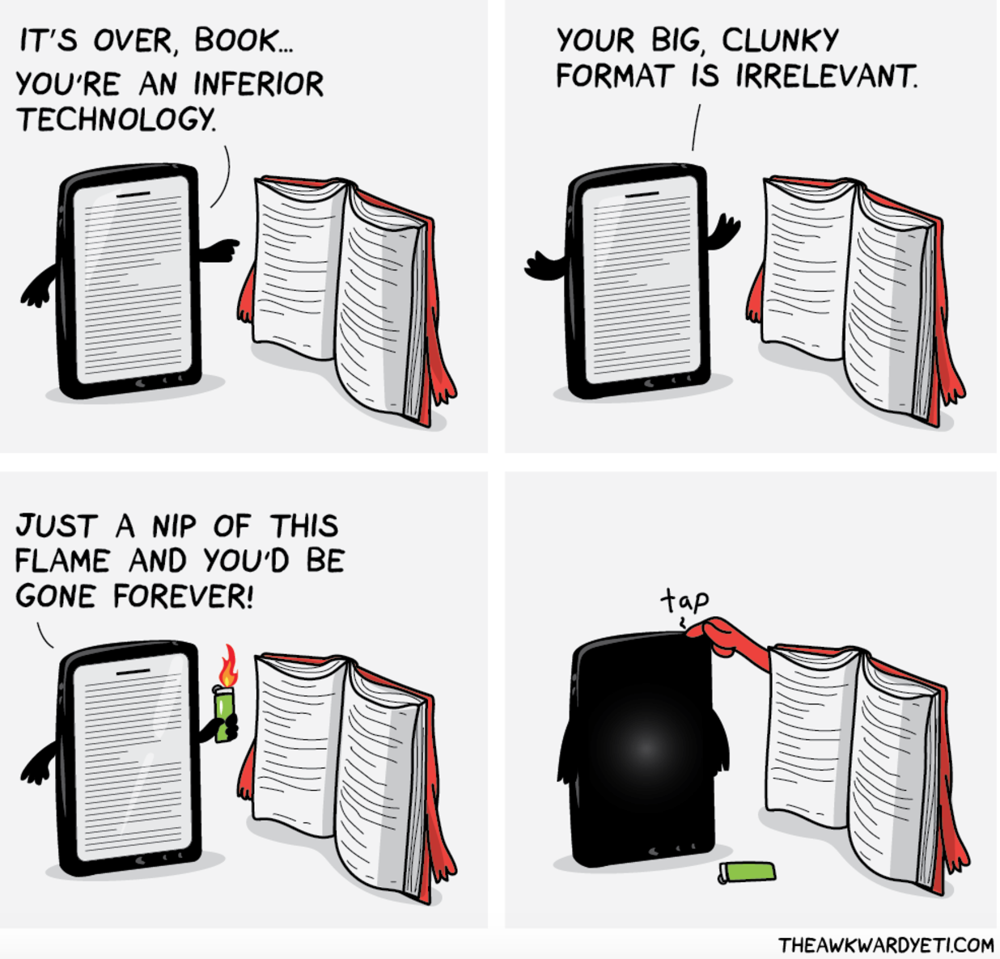 IT'S OVER, BOOK...
YOU'RE AN INFERIOR
TECHNOLOGY.
YOUR BIG, CLUNKY
FORMAT IS IRRELEVANT.
JUST A NIP OF THIS
FLAME AND YOU'D BE
GONE FOREVER!
tap
THEAWKWARDYETI.COM